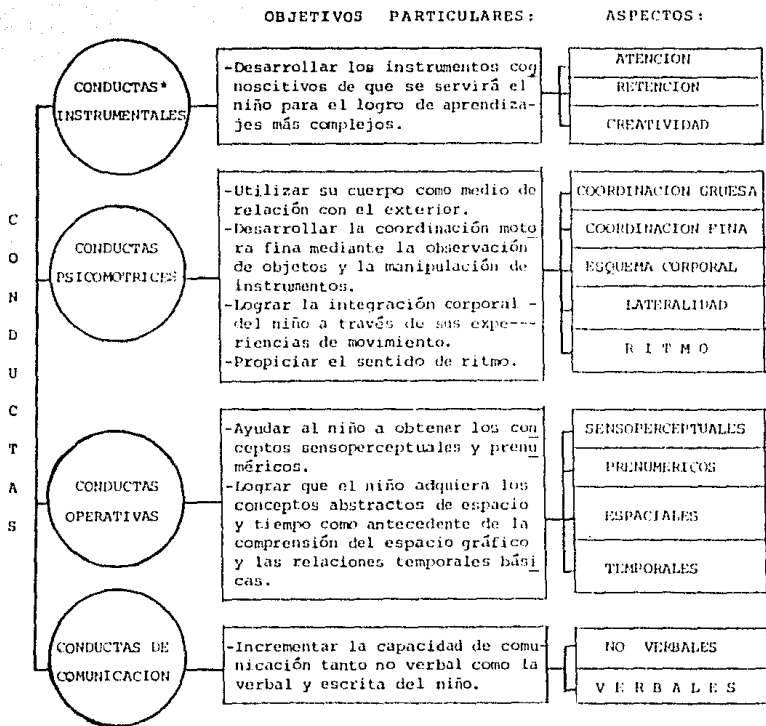 OBJETIVOS PARTICULARES: ASPECTOS:
CONDUCTAS
CONDUCTAS*
INSTRUMENTALES
-Desarrollar los instrumentos cog
noscitivos de que se servirá el
niño para el logro de aprendiza-
jes más complejos.
ATENCION
RETENCION
CREATIVIDAD
CONDUCTAS
PSICOMOTRICES
-Utilizar su cuerpo como medio de
relación con el exterior.
-Desarrollar la coordinación moto
ra fina mediante la observación
de objetos y la manipulación de
instrumentos.
-Lograr la integración corporal -
del niño a través de sus expe---
riencias de movimiento.
-Propiciar el sentido de ritmo.
COORDINACION GRUESA
COORDINACION FINA
ESQUEMA CORPORAL
LATERALIDAD
R I T M O
CONDUCTAS
OPERATIVAS
-Ayudar al niño a obtener los con
ceptos sensoperceptuales y prenu
méricos.
-Lograr que el niño adquiera los
conceptos abstractos de espacio
y tiempo como antecedente de la
comprensión del espacio gráfico
y las relaciones temporales bási
cas.
SENSOPERCEPTUALES
PRENUMERICOS
ESPACIALES
TEMPORALES
CONDUCTAS DE
COMUNICACION
-Incrementar la capacidad de comu-
nicación tanto no verbal como la
verbal y escrita del niño.
NO VERBALES
V E R B A L E S